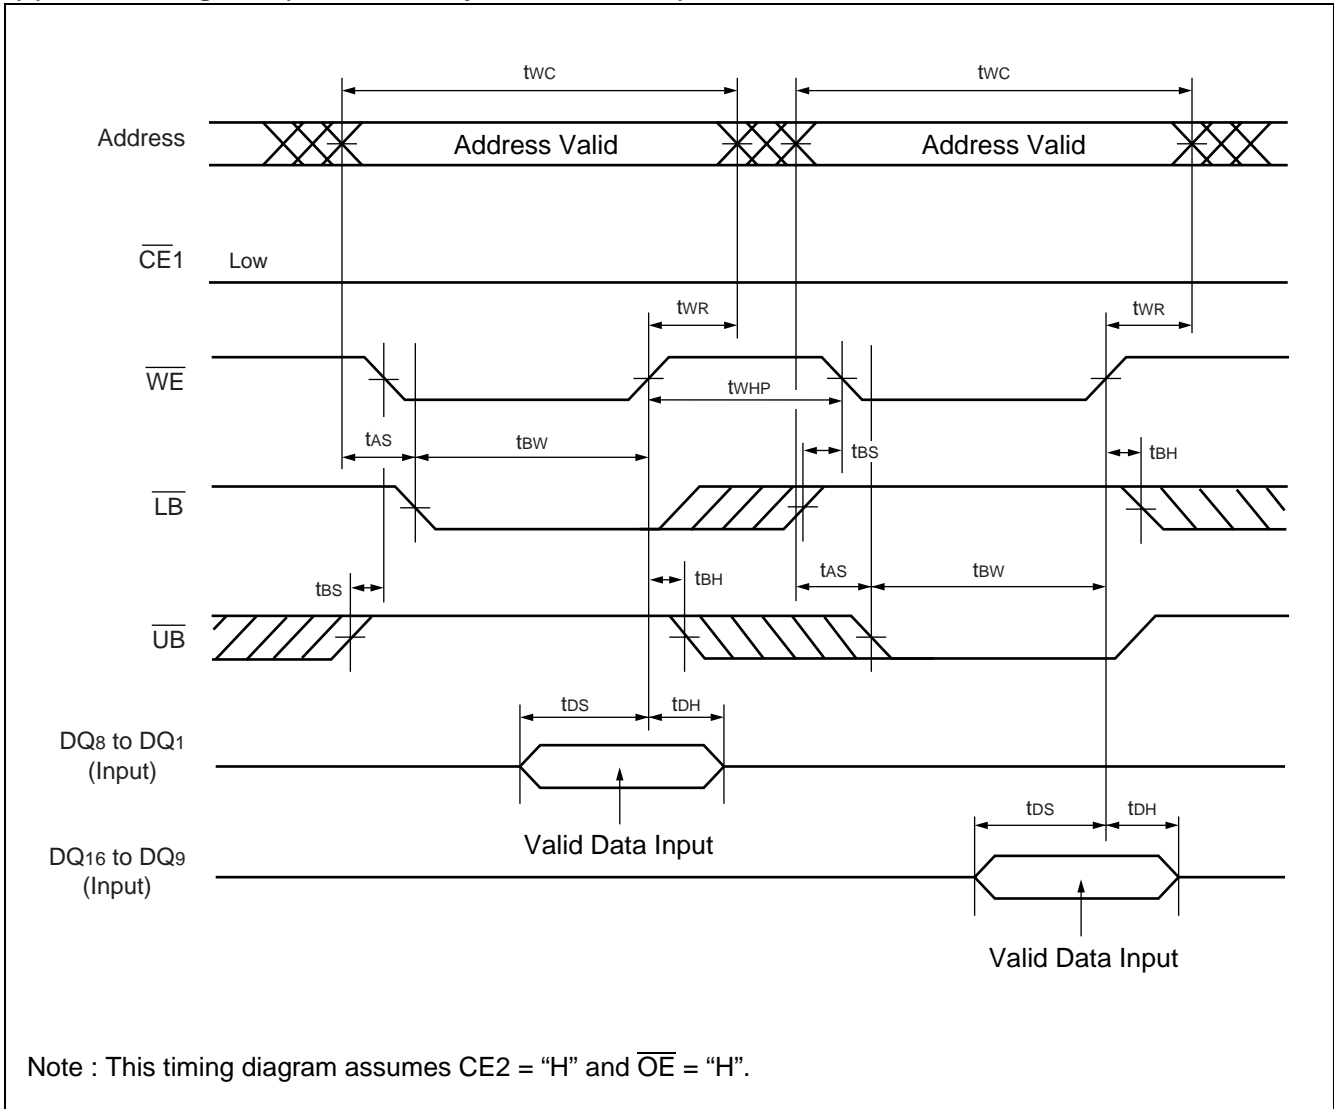 tWC tWC
Address Address Valid Address Valid
CE1 Low
tWR tWR
WE
tWHP
tAS tBW tBS tBH
LB
tBS tBH tAS tBW
UB
tDS tDH
DQ8 to DQ1
(Input)
Valid Data Input
tDS tDH
DQ16 to DQ9
(Input)
Valid Data Input
Note : This timing diagram assumes CE2 = “H” and OE = “H”.